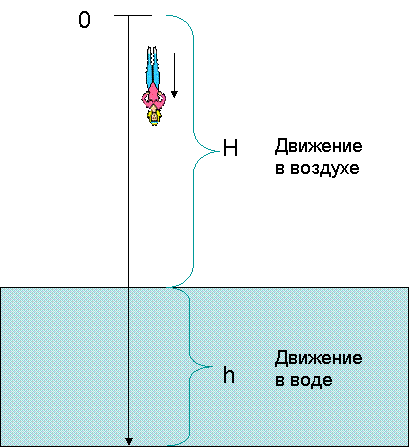 0
H
Движение
в воздухе
h
Движение
в воде